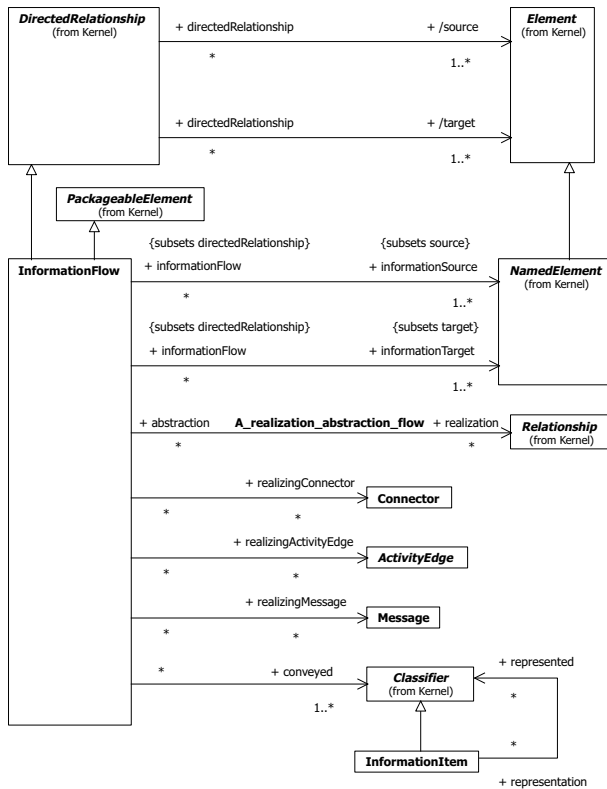 DirectedRelationship
(from Kernel)
+ directedRelationship
+ /source
*
1..*
Element
(from Kernel)
+ directedRelationship
+ /target
*
1..*
PackageableElement
(from Kernel)
InformationFlow
{subsets directedRelationship}
{subsets source}
+ informationFlow
+ informationSource
*
1..*
NamedElement
(from Kernel)
{subsets directedRelationship}
{subsets target}
+ informationFlow
+ informationTarget
*
1..*
+ abstraction
A_realization_abstraction_flow
+ realization
*
*
Relationship
(from Kernel)
+ realizingConnector
*
*
Connector
+ realizingActivityEdge
*
*
ActivityEdge
+ realizingMessage
*
*
Message
*
+ conveyed
1..*
Classifier
(from Kernel)
+ represented
*
*
InformationItem
+ representation